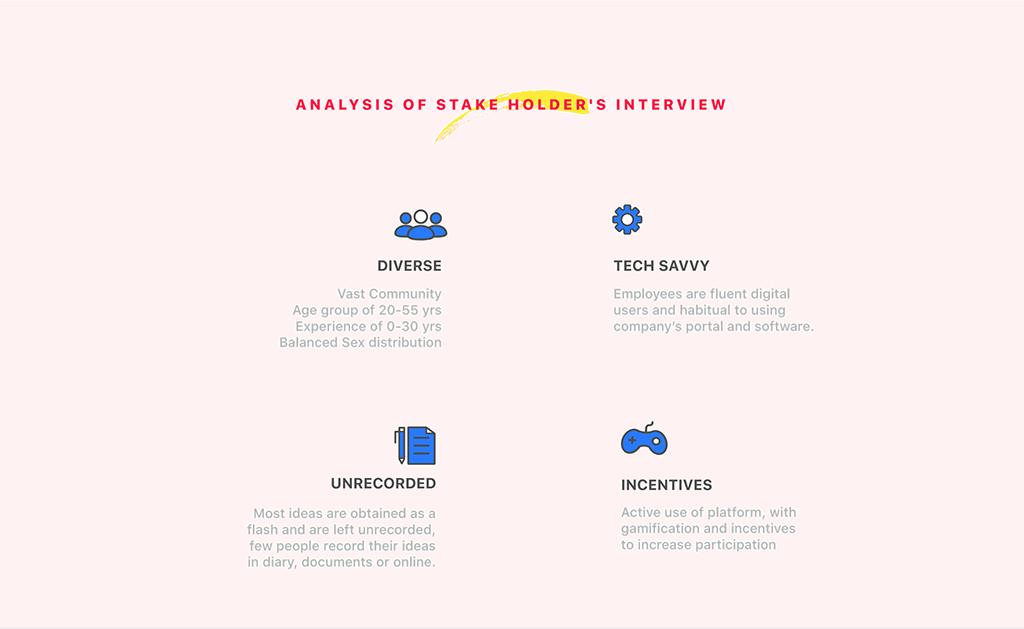 ANALYSIS OF STAKE HOLDER'S INTERVIEW
DIVERSE
Vast Community
Age group of 20-55 yrs
Experience of 0-30 yrs
Balanced Sex distribution
TECH SAVVY
Employees are fluent digital
users and habitual to using
company's portal and software.
UNRECORDED
Most ideas are obtained as a
flash and are left unrecorded,
few people record their ideas
in diary, documents or online.
INCENTIVES
Active use of platform, with
gamification and incentives
to increase participation